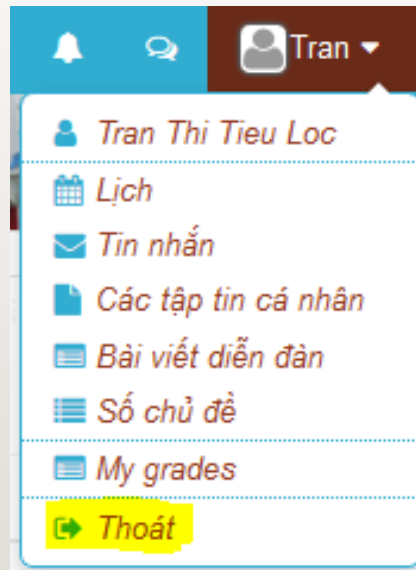 Tran
Tran Thi Tieu Loc
Lịch
Tin nhắn
Các tập tin cá nhân
Bài viết diễn đàn
Số chủ đề
My grades
Thoát